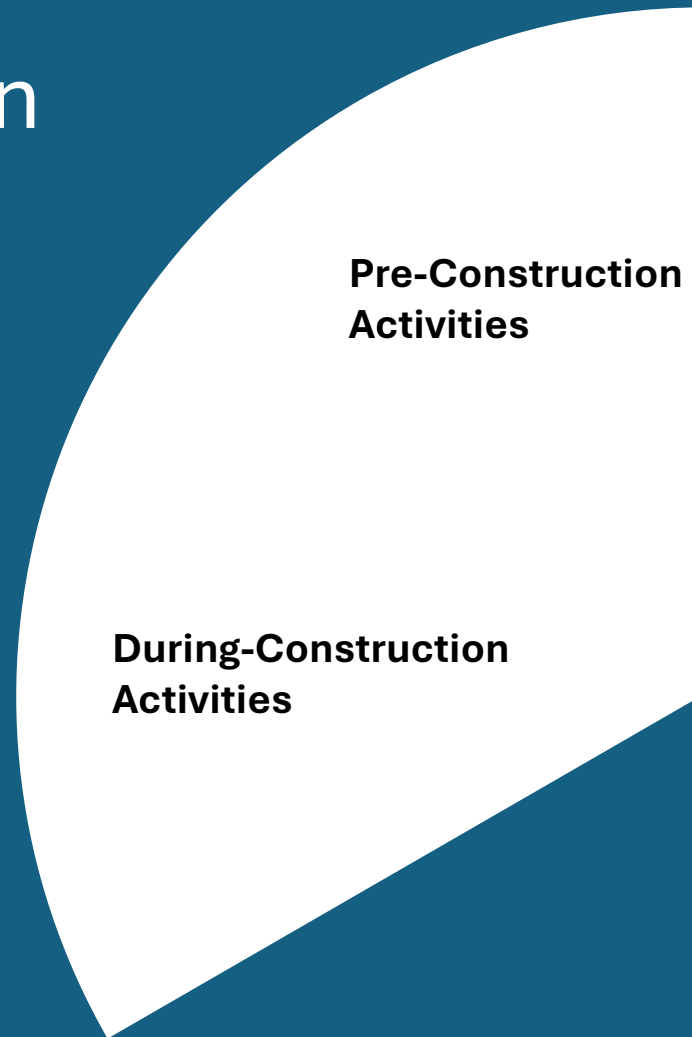 n
Pre-Construction
Activities
During-Construction
Activities